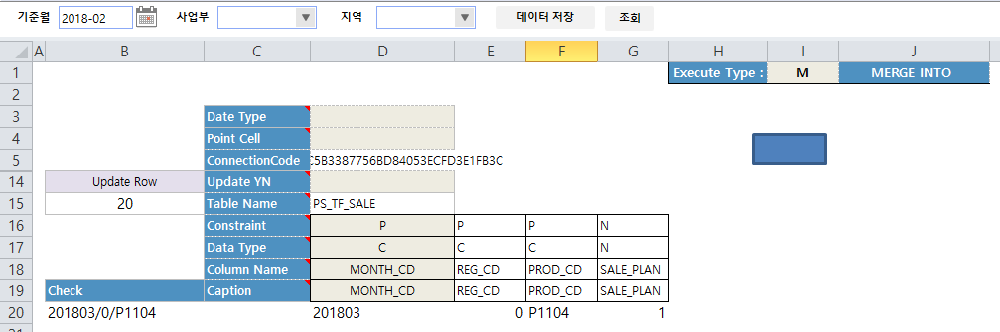 기준월 2018-02 사업부 지역 데이터 저장 조회
A B C D E F G H I J
1 Execute Type : M MERGE INTO
2
3 Date Type
4 Point Cell
5 ConnectionCode C5B3387756BD84053ECFD3E1FB3C
14 Update Row Update YN
15 20 Table Name PS_TF_SALE
16 Constraint P P P N
17 Data Type C C C N
18 Column Name MONTH_CD REG_CD PROD_CD SALE_PLAN
19 Check Caption MONTH_CD REG_CD PROD_CD SALE_PLAN
20 201803/0/P1104 201803 0 P1104 1